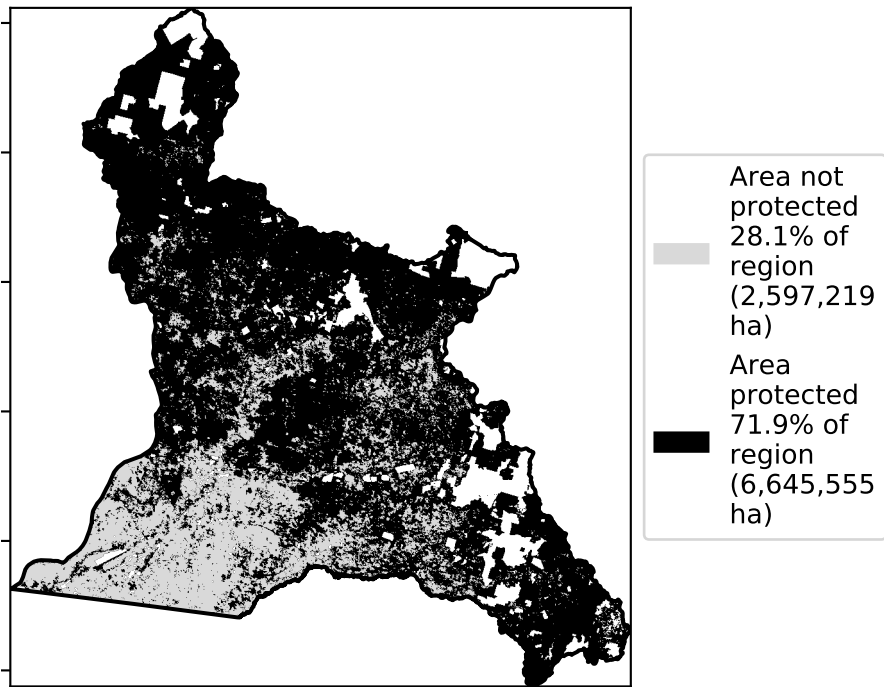 Area not
protected
28.1% of
region
(2,597,219
ha)
Area
protected
71.9% of
region
(6,645,555
ha)